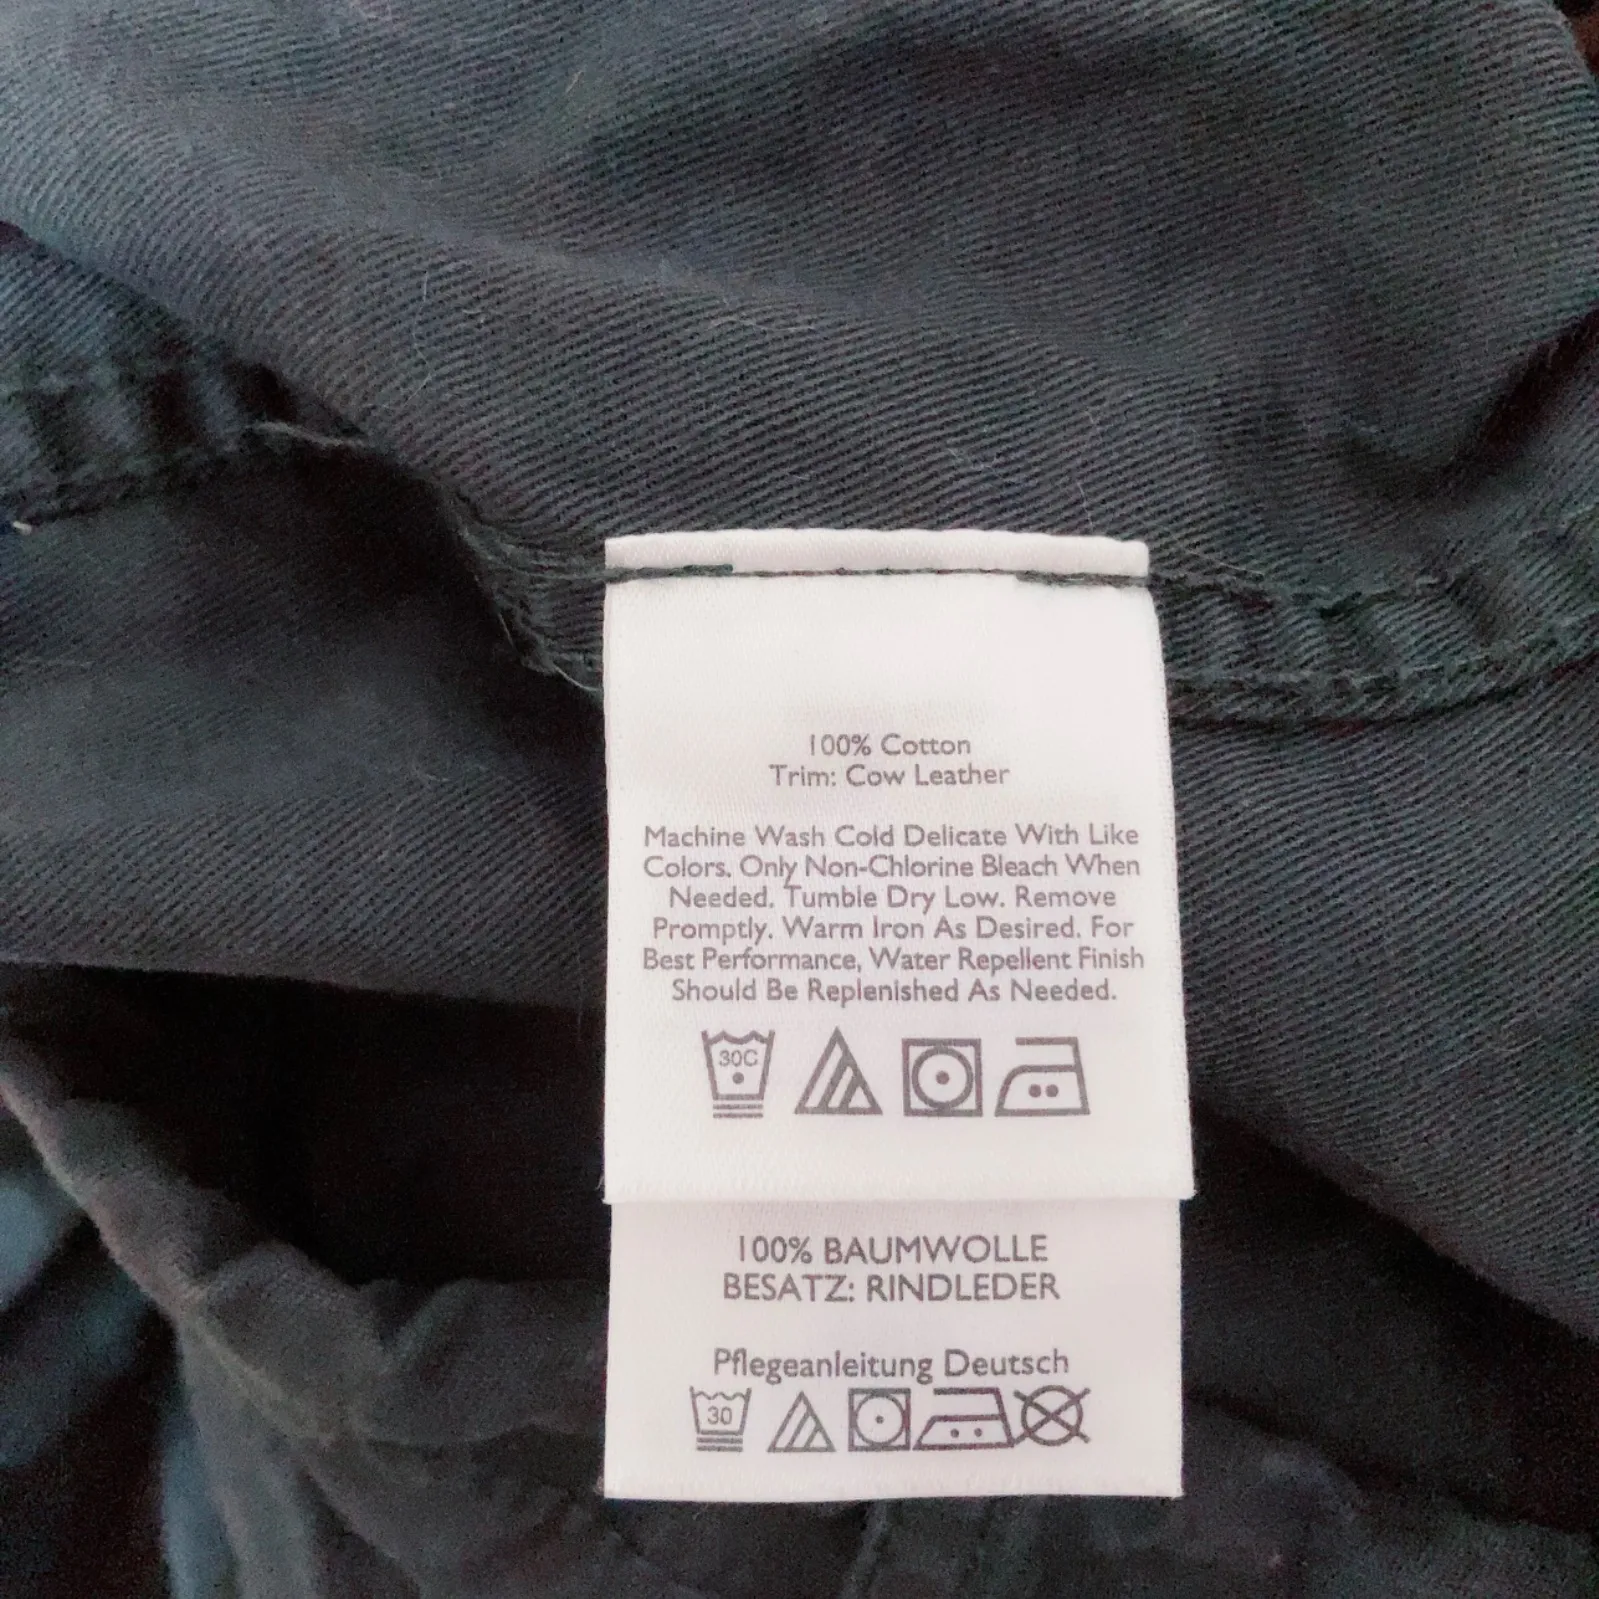 100% Cotton
Trim: Cow Leather
Machine Wash Cold Delicate With Like
Colors. Only Non-Chlorine Bleach When
Needed. Tumble Dry Low. Remove
Promptly. Warm Iron As Desired. For
Best Performance, Water Repellent Finish
Should Be Replenished As Needed.
30C
100% BAUMWOLLE
BESATZ: RINDLEDER
Pflegeanleitung Deutsch
30